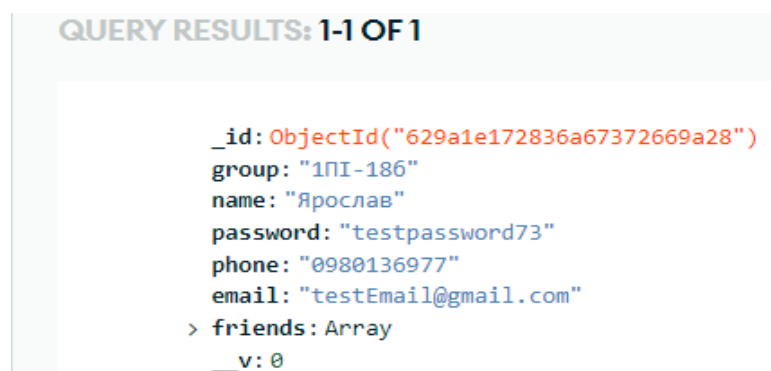 QUERY RESULTS: 1-1 OF 1
_id: ObjectId("629a1e172836a67372669a28")
group: "1ПІ-18б"
name: "Ярослав"
password: "testpassword73"
phone: "0980136977"
email: "testEmail@gmail.com"
> friends: Array
__v: 0